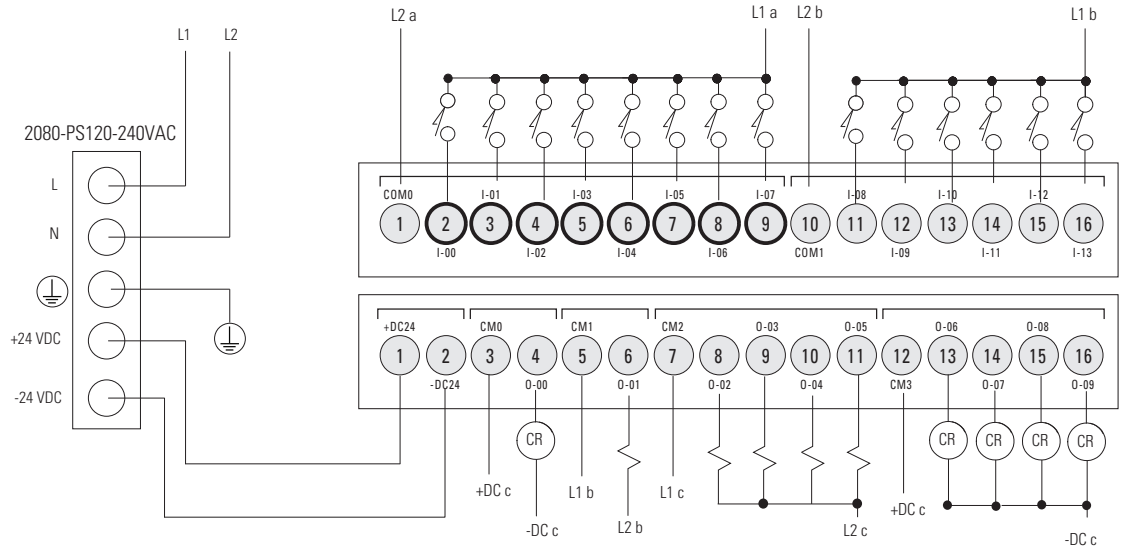 L2 a L1 a L2 b L1 b
L1 L2
2080-PS120-240VAC
L
N
+24 VDC
-24 VDC
COM0 I-01 I-03 I-05 I-07 I-08 I-10 I-12
1 2 3 4 5 6 7 8 9 10 11 12 13 14 15 16
I-00 I-02 I-04 I-06 COM1 I-09 I-11 I-13
+DC24 CM0 CM1 CM2 O-03 O-05 O-06 O-08
1 2 3 4 5 6 7 8 9 10 11 12 13 14 15 16
-DC24 O-00 O-01 O-02 O-04 CM3 O-07 O-09
CR CR CR CR CR
+DC c L1 b L1 c +DC c
-DC c L2 b L2 c -DC c